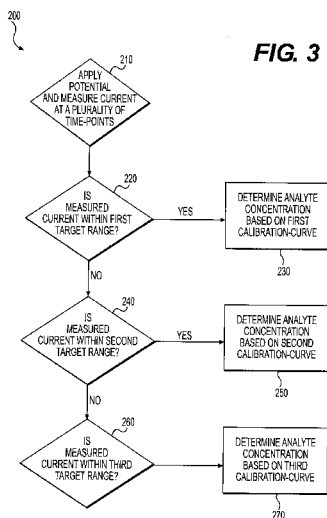 200
FIG. 3
210
APPLY
POTENTIAL
AND MEASURE CURRENT
AT A PLURALITY OF
TIME-POINTS
220
IS
MEASURED
CURRENT WITHIN FIRST
TARGET RANGE?
YES
DETERMINE ANALYTE
CONCENTRATION
BASED ON FIRST
CALIBRATION-CURVE
230
NO
240
IS
MEASURED
CURRENT WITHIN SECOND
TARGET RANGE?
YES
DETERMINE ANALYTE
CONCENTRATION
BASED ON SECOND
CALIBRATION-CURVE
250
NO
260
IS
MEASURED
CURRENT WITHIN THIRD
TARGET RANGE?
DETERMINE ANALYTE
CONCENTRATION
BASED ON THIRD
CALIBRATION-CURVE
270